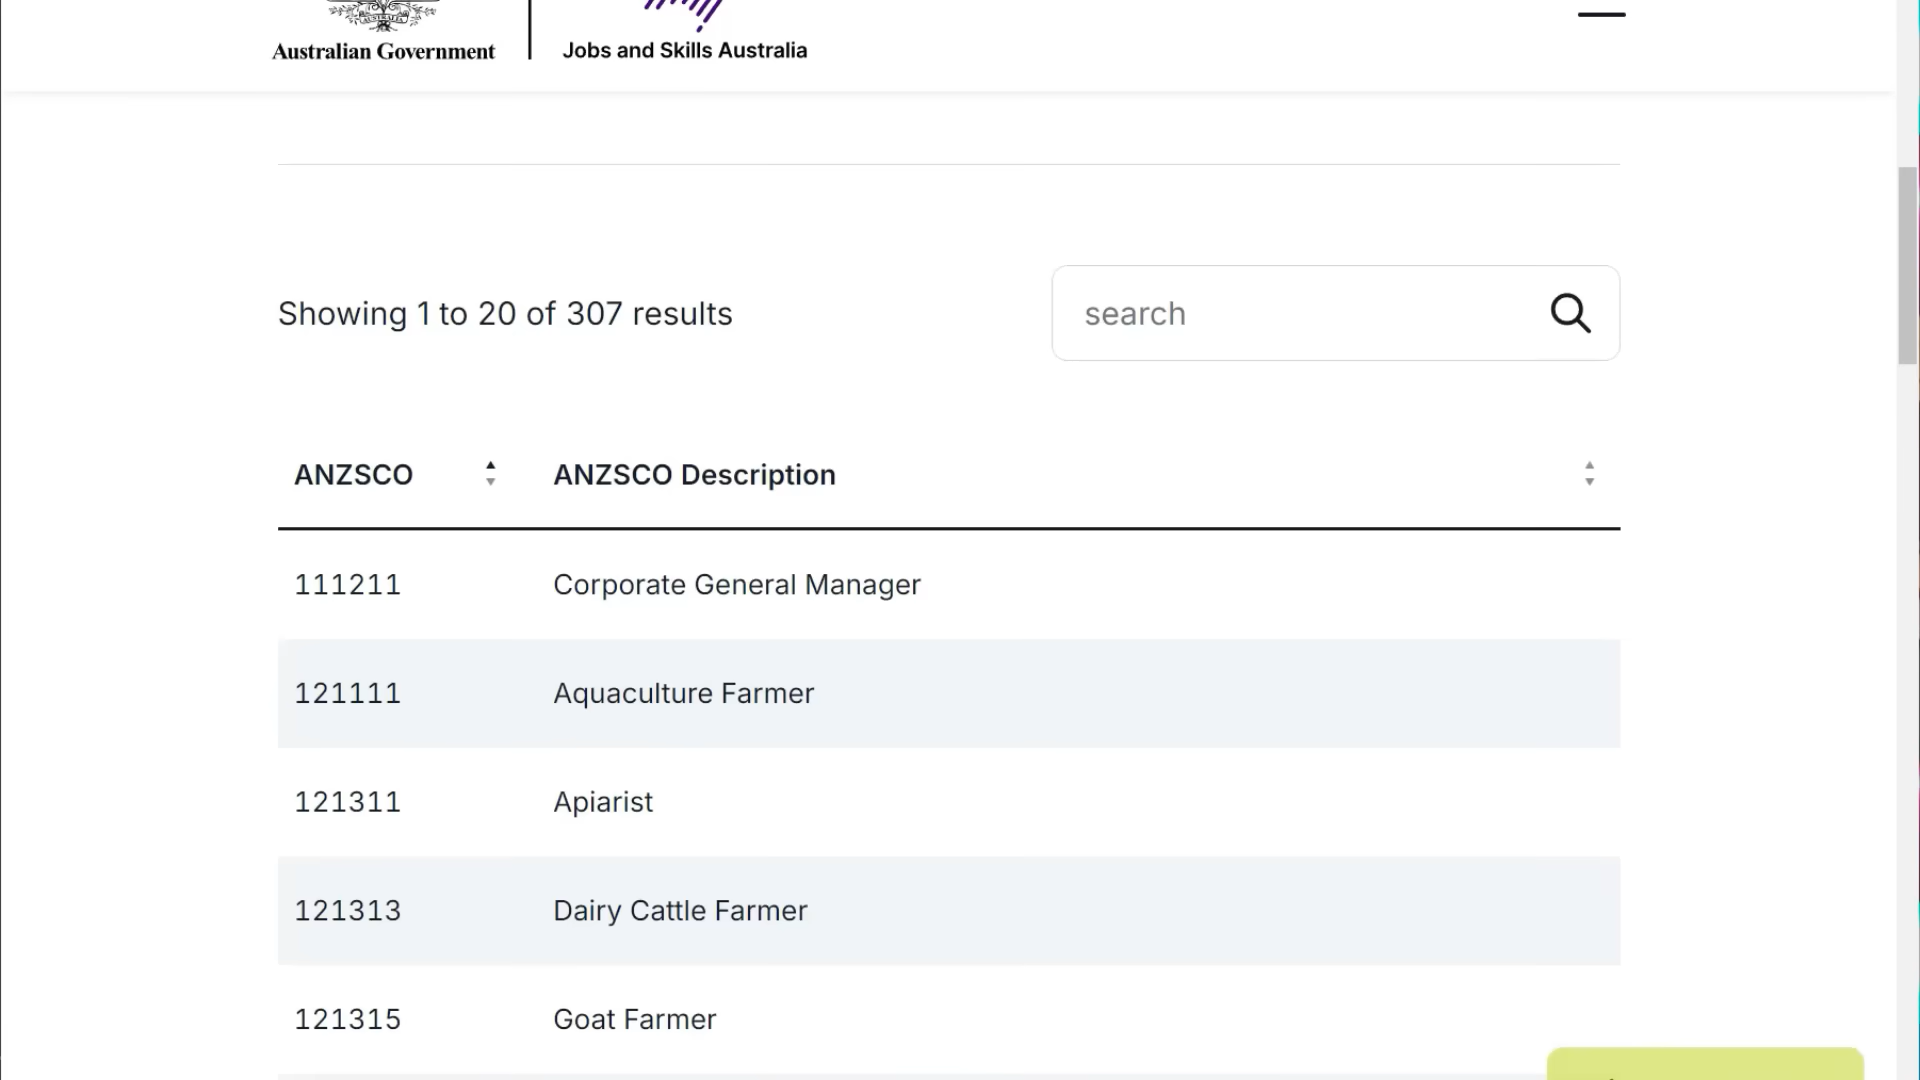 AUSTRALIA
Australian Government
Jobs and Skills Australia
Showing 1 to 20 of 307 results
search
ANZSCO
ANZSCO Description
111211
Corporate General Manager
121111
Aquaculture Farmer
121311
Apiarist
121313
Dairy Cattle Farmer
121315
Goat Farmer